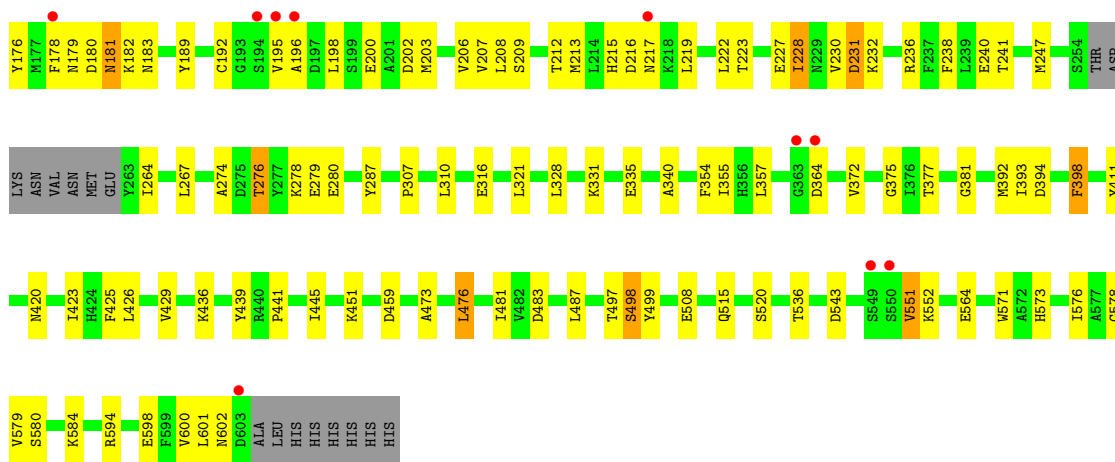 Y176 M177 F178 N179 D180 N181 K182 N183 Y189 C192 G193 S194 V195 A196 D197 L198 S199 E200 A201 D202 M203 V206 V207 L208 S209 T212 M213 L214 H215 D216 N217 K218 L219 L222 T223 E227 I228 N229 V230 D231 K232 R236 F237 F238 L239 E240 T241 M247 S254 THR ASP
LYS ASN VAL ASN MET GLU Y263 I264 L267 A274 D275 T276 Y277 K278 E279 E280 Y287 P307 L310 E316 L321 L328 K331 E335 A340 F354 I355 H356 L357 G363 D364 V372 G375 I376 T377 G381 M392 I393 D394 F398
N420 I423 H424 F425 L426 V429 K436 Y439 R440 P441 I445 K451 D459 A473 L476 I481 V482 D483 L487 T497 S498 Y499 E508 Q515 S520 T536 D543 S549 S550 V551 K552 E564 W571 A572 H573 I576 A577
V579 S580 K584 R594 E598 F599 V600 L601 N602 D603 ALA LEU HIS HIS HIS HIS HIS HIS